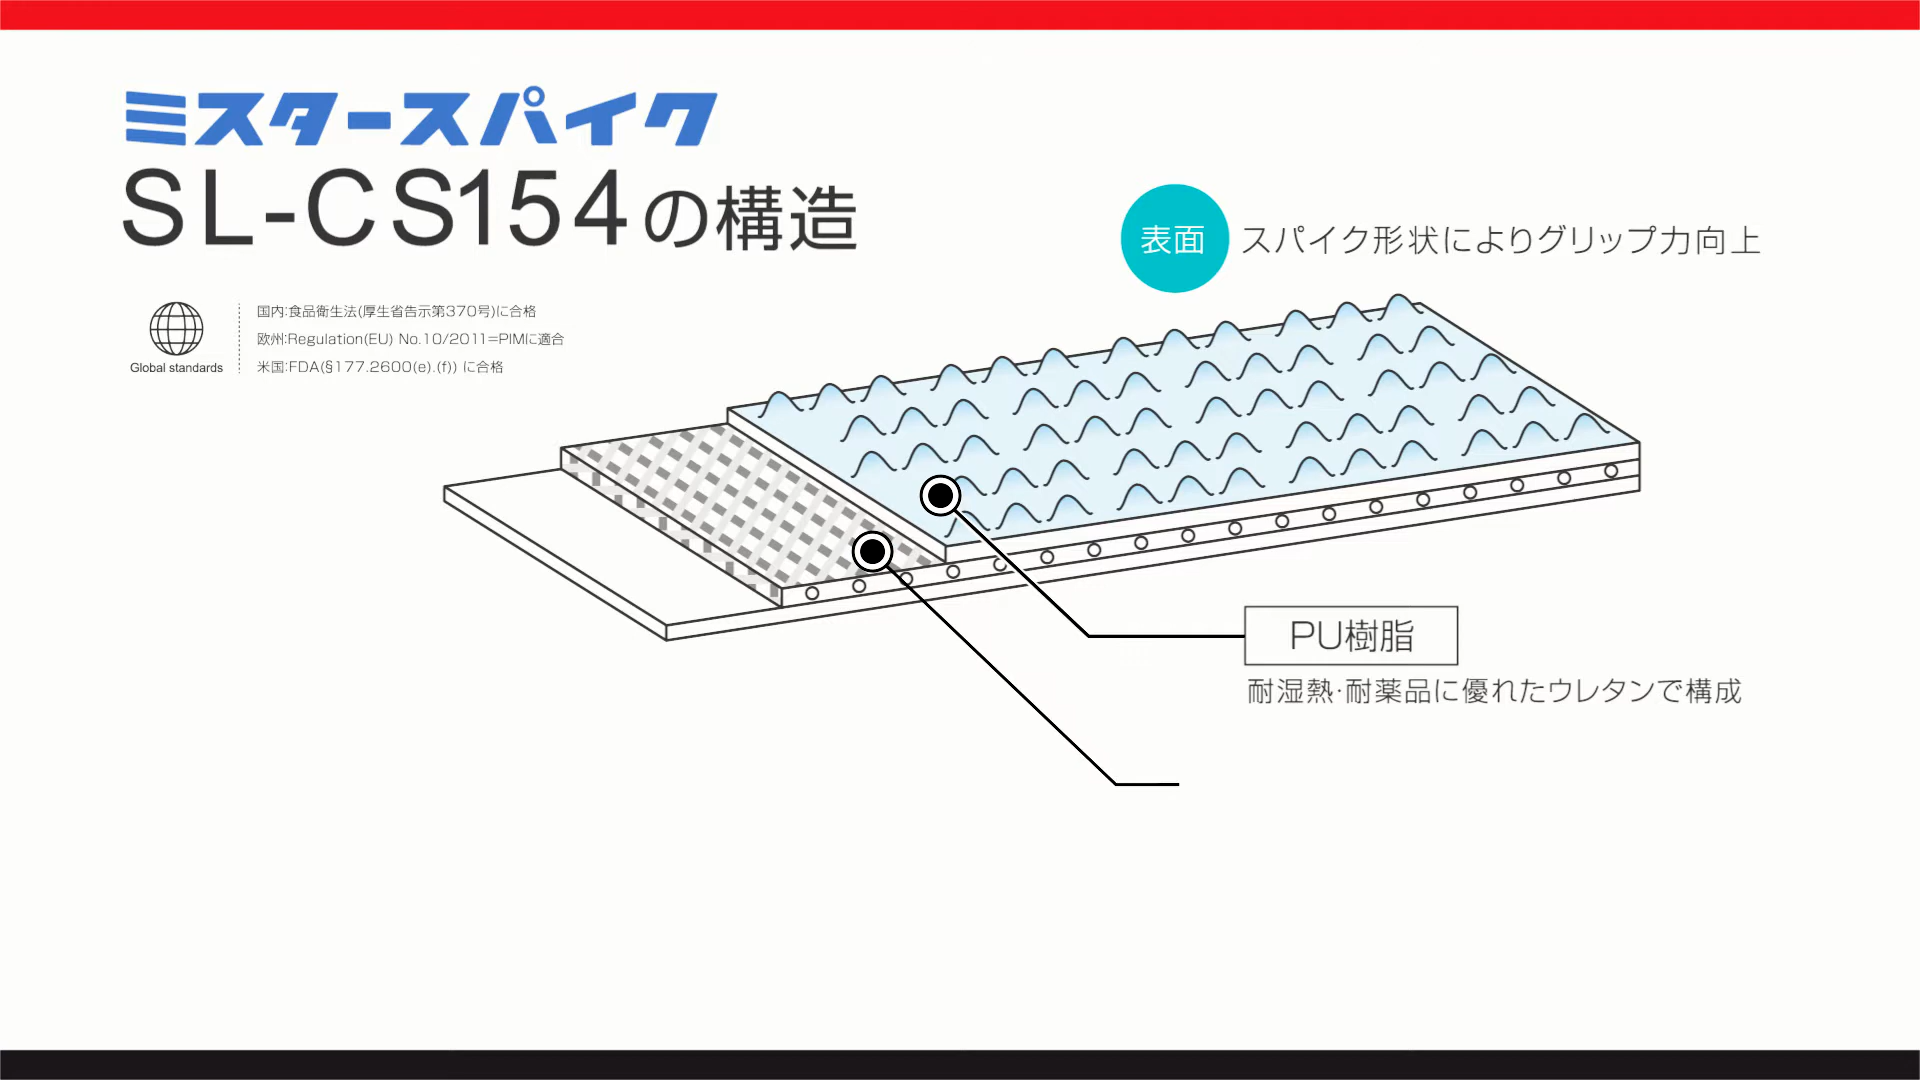 ミスタースパイク
SL-CS154の構造
Global standards
国内:食品衛生法(厚生省告示第370号)に合格
欧州:Regulation(EU) No.10/2011=PIMに適合
米国:FDA(§177.2600(e).(f)) に合格
表面
スパイク形状によりグリップ力向上
PU樹脂
耐湿熱･耐薬品に優れたウレタンで構成